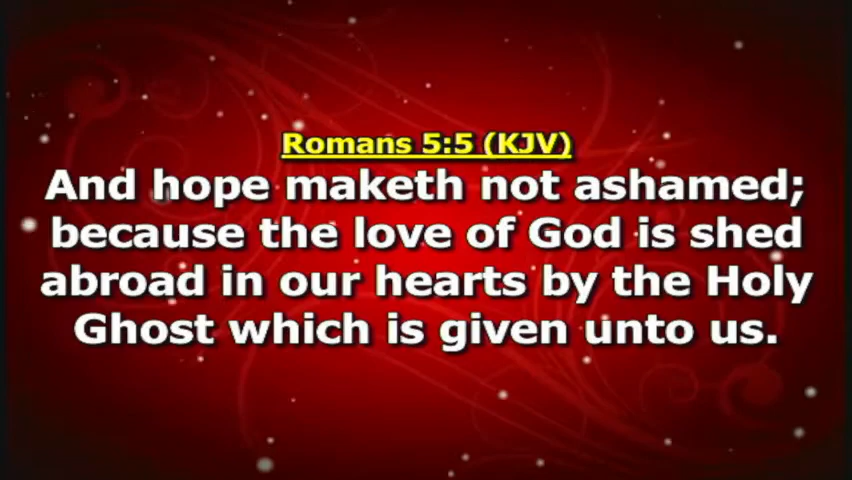 Romans 5:5 (KJV)
And hope maketh not ashamed;
because the love of God is shed
abroad in our hearts by the Holy
Ghost which is given unto us.